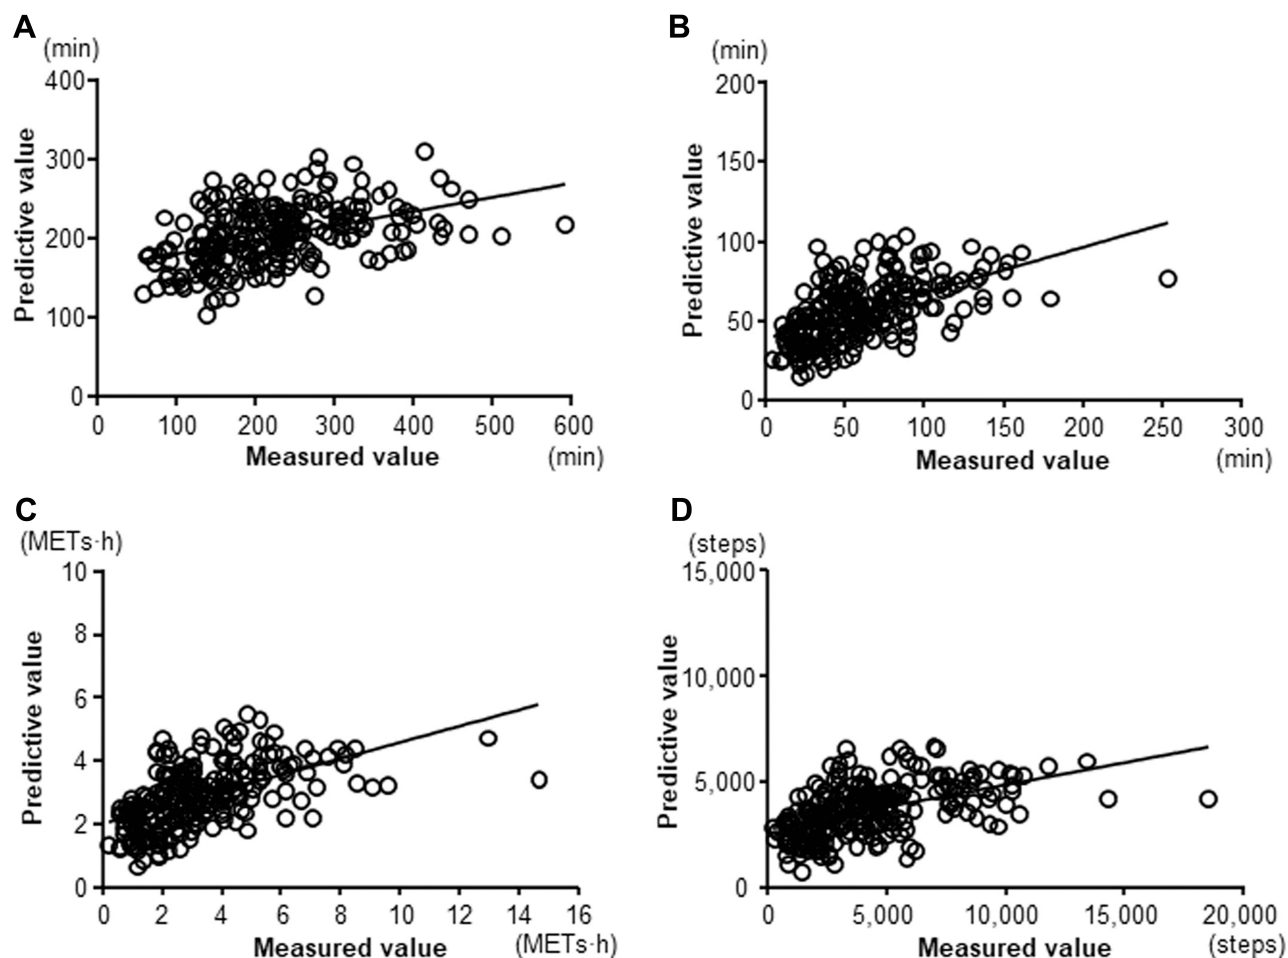 A
(min)
400
300
200
100
0
Predictive value
0 100 200 300 400 500 600
Measured value (min)
B
(min)
200
150
100
50
0
Predictive value
0 50 100 150 200 300
Measured value (min)
C
(METs·h)
10
8
6
4
2
0
Predictive value
0 2 4 6 8 10 12 14 16
Measured value (METs·h)
D
(steps)
15,000
10,000
5,000
0
Predictive value
0 5,000 10,000 15,000 20,000
Measured value (steps)